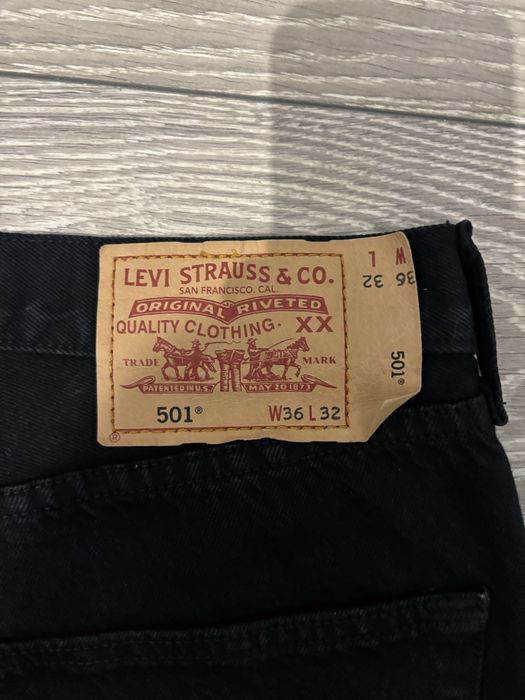 LEVI STRAUSS & CO.
SAN FRANCISCO, CAL.
ORIGINAL RIVETED
QUALITY CLOTHING. XX
TRADE MARK
PATENTED IN U.S. MAY 20 1873
501® W36 L32
®
W L
36 32
501®